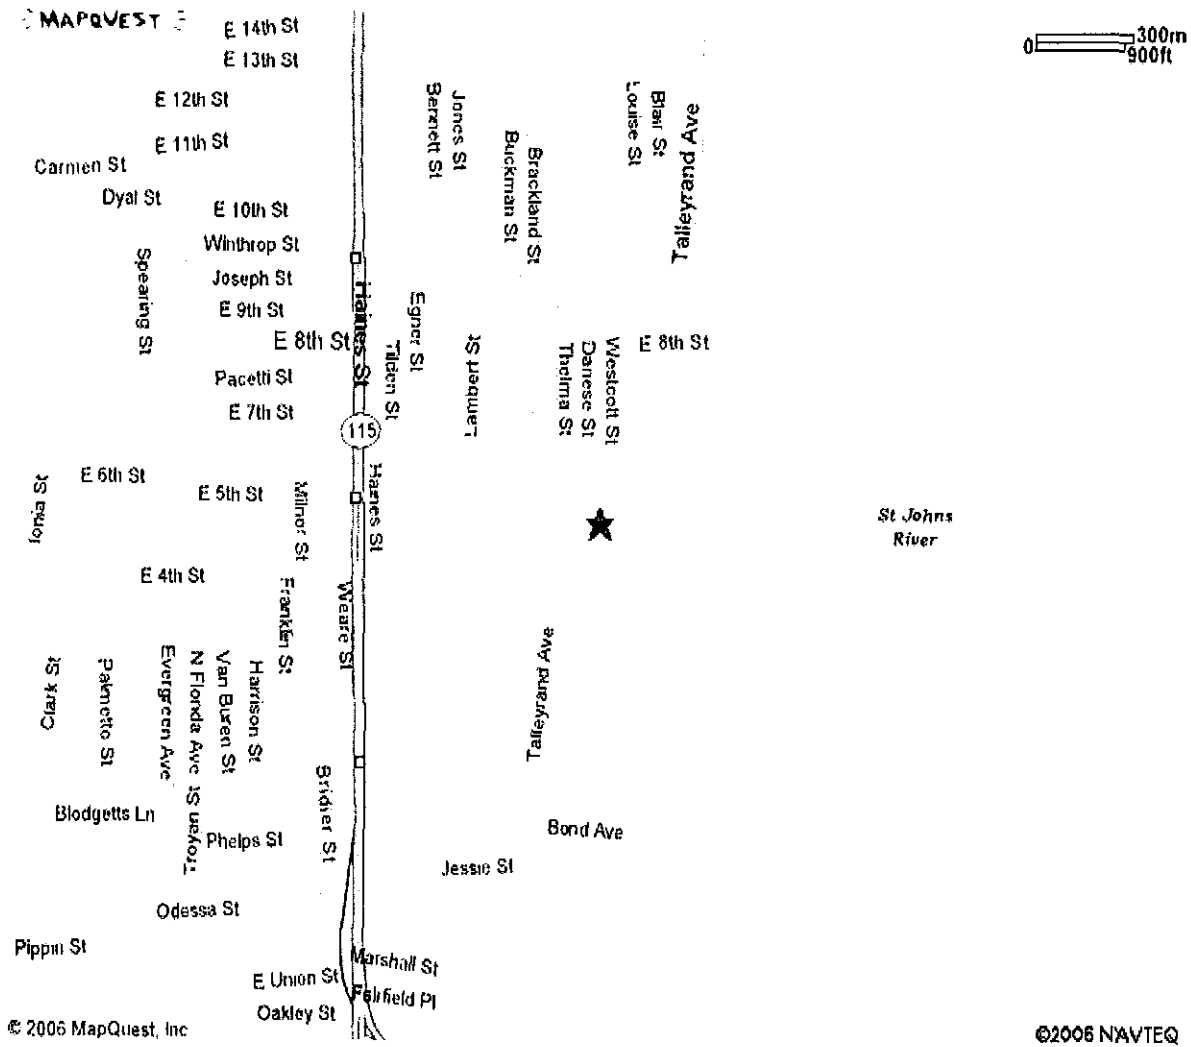 MAPQUEST
E 14th St
E 13th St
E 12th St
E 11th St
Carmen St
Dyal St
E 10th St
Winthrop St
Joseph St
E 9th St
E 8th St
Pacetti St
E 7th St
Spearing St
Haines St
115
Bennett St
Jones St
Buckman St
Brackland St
Louise St
Blair St
Talleyrand Ave
0
300m
900ft
Egner St
Tilden St
Lambert St
Thelma St
Danese St
Westcott St
E 8th St
Ionia St
E 6th St
E 5th St
Milnor St
Haines St
St Johns
River
E 4th St
Franklin St
Weare St
Clark St
Palmetto St
Evergreen Ave
N Florida Ave
Van Buren St
Harrison St
Talleyrand Ave
Bridier St
Blodgetts Ln
Troyan St
Phelps St
Bond Ave
Jessie St
Odessa St
Pippin St
Marshall St
E Union St
Fairfield Pl
Oakley St
© 2006 MapQuest, Inc
©2006 NAVTEQ